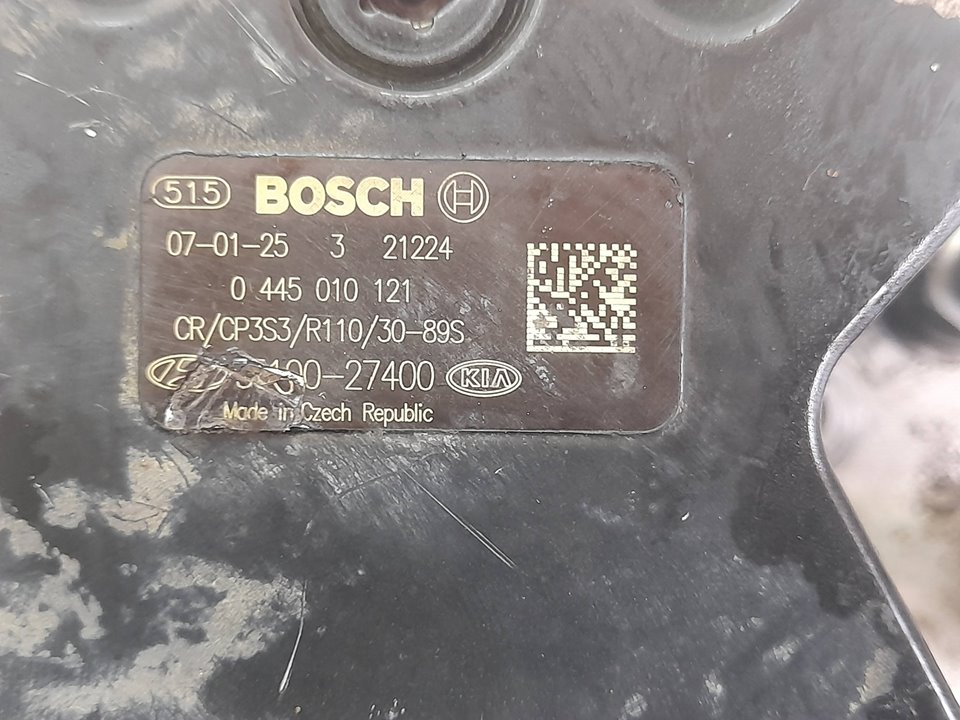 515 BOSCH
07-01-25 3 21224
0 445 010 121
CR/CP3S3/R110/30-89S
00-27400 KIA
Made in Czech Republic